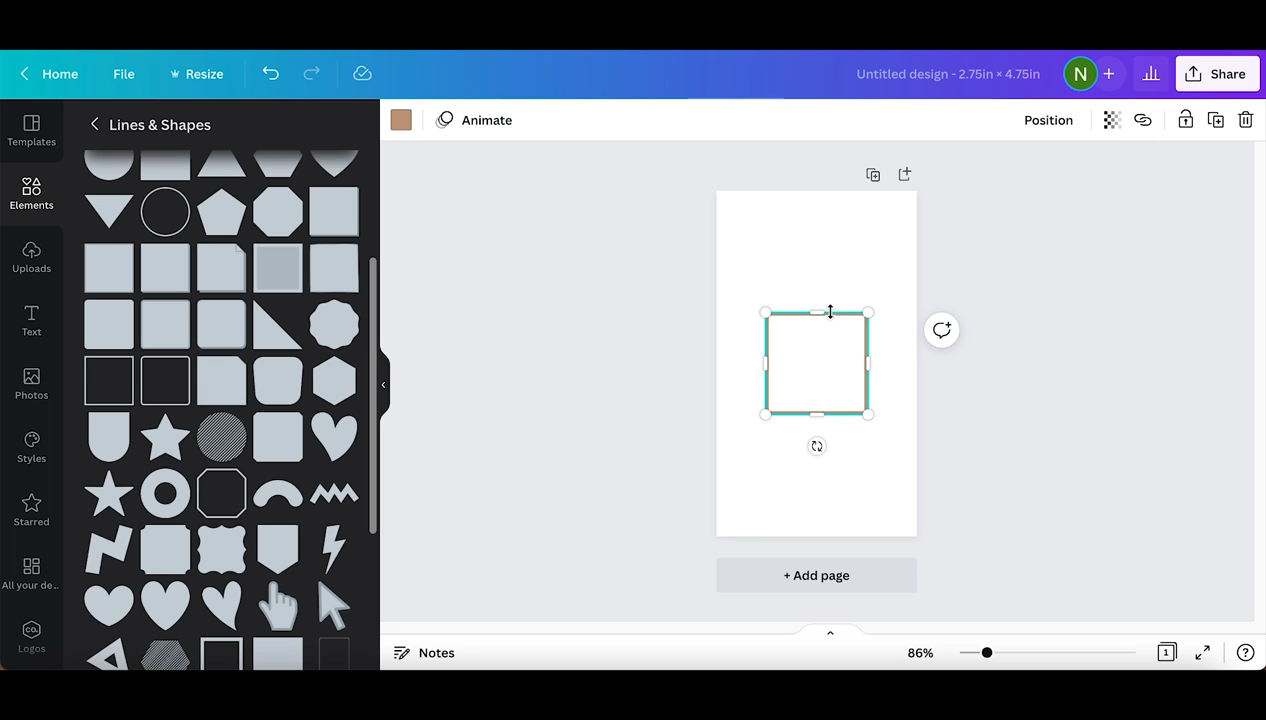 Home File Resize Untitled design - 2.75in × 4.75in N + Share
Templates
Elements
Uploads
Text
Photos
Styles
Starred
All your de...
CO.
Logos
Lines & Shapes
Animate Position
+ Add page
Notes 86% 1 ?